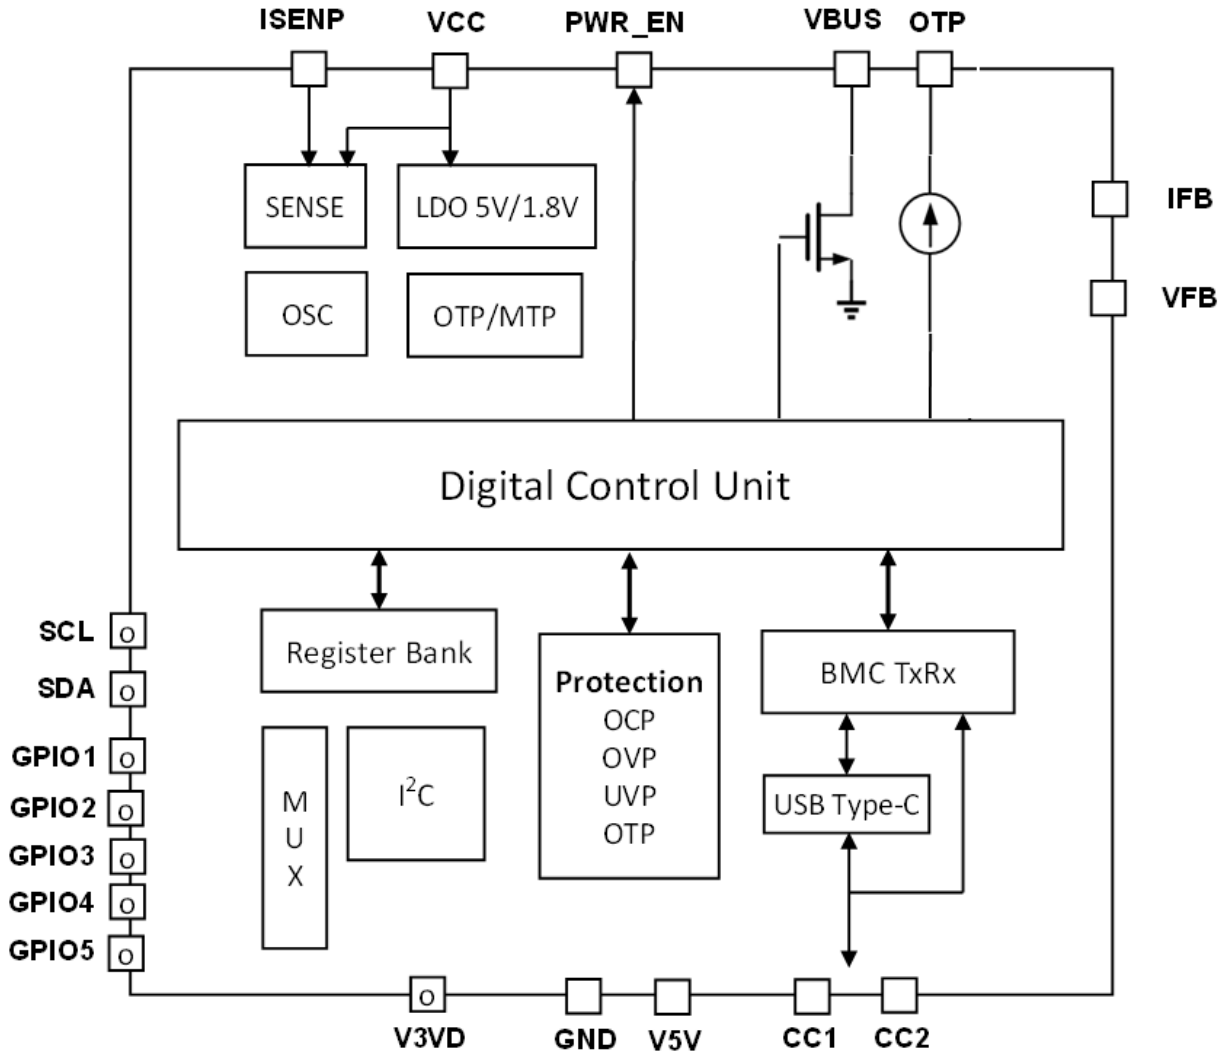 ISENP
VCC
PWR_EN
VBUS
OTP
SENSE
LDO 5V/1.8V
IFB
OSC
OTP/MTP
VFB
Digital Control Unit
SCL
o
Register Bank
BMC TxRx
SDA
o
Protection
OCP
OVP
UVP
OTP
GPIO1
o
M
U
X
I²C
USB Type-C
GPIO2
o
GPIO3
o
GPIO4
o
GPIO5
o
o
V3VD
GND
V5V
CC1
CC2